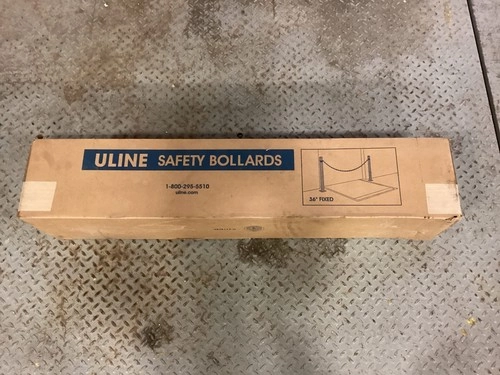 ULINE SAFETY BOLLARDS
1-800-295-5510
uline.com
36" FIXED